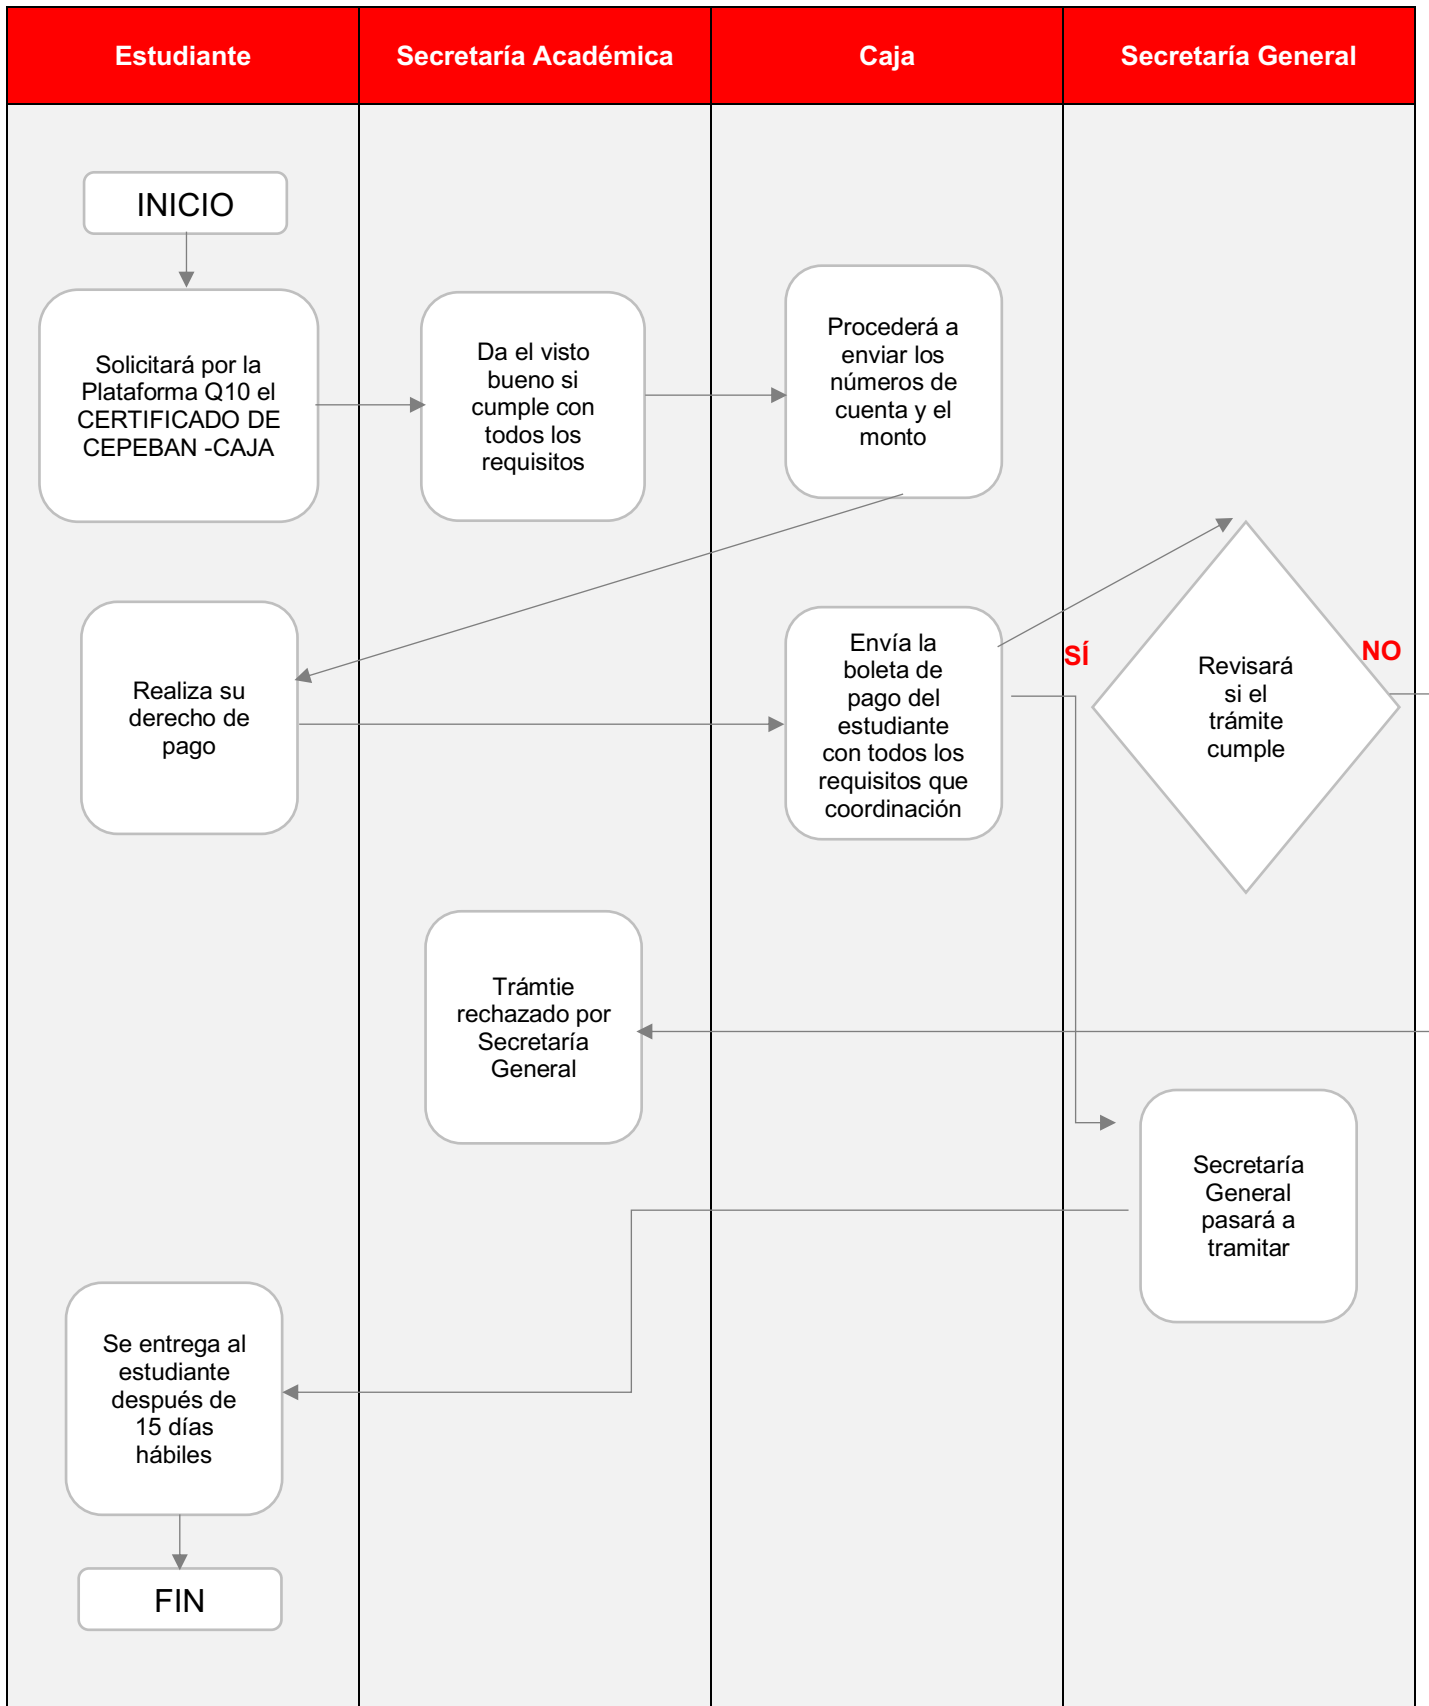 Estudiante
Secretaría Académica
Caja
Secretaría General
INICIO
Solicitará por la
Plataforma Q10 el
CERTIFICADO DE
CEPEBAN -CAJA
Da el visto
bueno si
cumple con
todos los
requisitos
Procederá a
enviar los
números de
cuenta y el
monto
Realiza su
derecho de
pago
Envía la
boleta de
pago del
estudiante
con todos los
requisitos que
coordinación
SÍ
Revisará
si el
trámite
cumple
NO
Trámtie
rechazado por
Secretaría
General
Secretaría
General
pasará a
tramitar
Se entrega al
estudiante
después de
15 días
hábiles
FIN